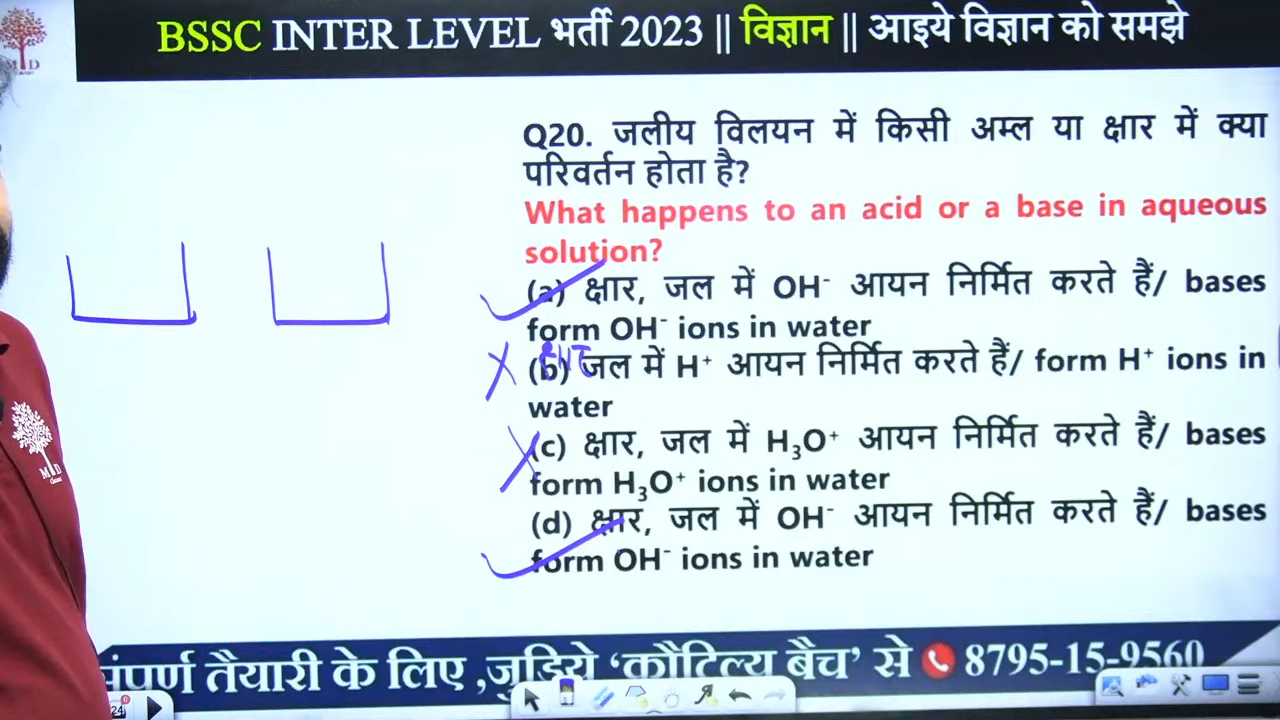 BSSC INTER LEVEL भर्ती 2023 || विज्ञान || आइये विज्ञान को समझे
Q20. जलीय विलयन में किसी अम्ल या क्षार में क्या
परिवर्तन होता है?
What happens to an acid or a base in aqueous
solution?
(a) क्षार, जल में OH⁻ आयन निर्मित करते हैं/ bases
form OH⁻ ions in water
(b) जल में H⁺ आयन निर्मित करते हैं/ form H⁺ ions in
water
(c) क्षार, जल में H₃O⁺ आयन निर्मित करते हैं/ bases
form H₃O⁺ ions in water
(d) क्षार, जल में OH⁻ आयन निर्मित करते हैं/ bases
form OH⁻ ions in water
संपूर्ण तैयारी के लिए ,जुड़िये ‘कौटिल्य बैच’ से 8795-15-9560